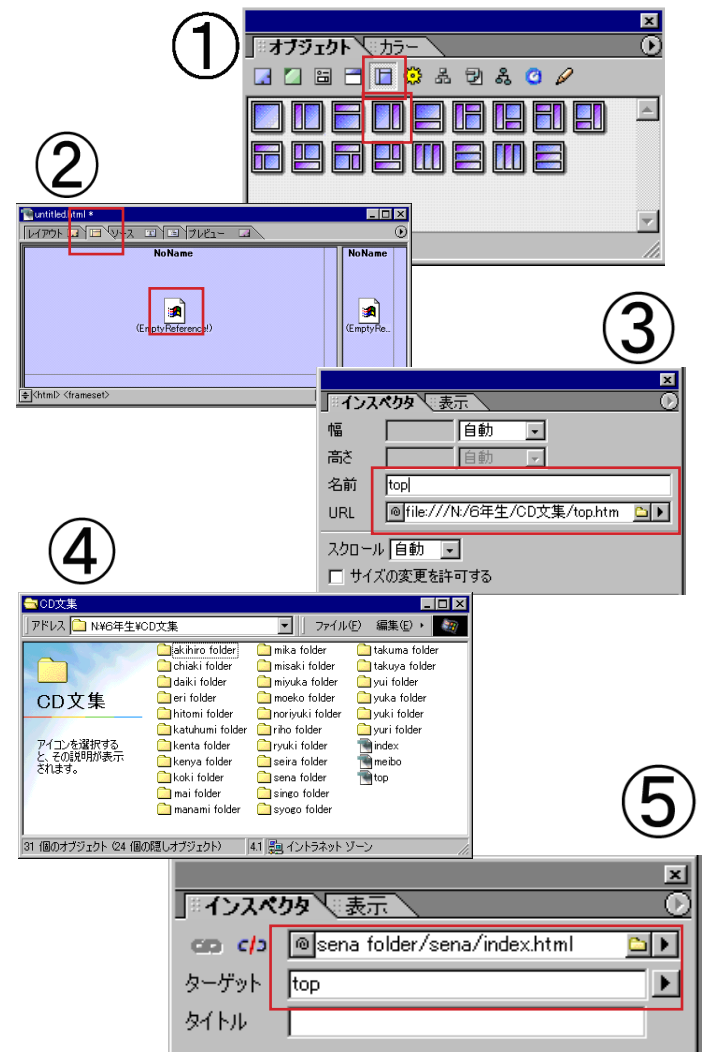 ①
オブジェクト カラー
②
untitled.html *
レイアウト ソース プレビュー
NoName NoName
(EmptyReference!) (EmptyRe...
<html> <frameset>
③
インスペクタ 表示
幅 自動
高さ 自動
名前 top
URL file:///N:/6年生/CD文集/top.htm
スクロール 自動
サイズの変更を許可する
④
CD文集
アドレス N:¥6年生¥CD文集 ファイル(F) 編集(E)
CD文集
アイコンを選択する
と、その説明が表示
されます。
akihiro folder
chiaki folder
daiki folder
eri folder
hitomi folder
katuhumi folder
kenta folder
kenya folder
koki folder
mai folder
manami folder
mika folder
misaki folder
miyuka folder
moeko folder
noriyuki folder
riho folder
ryuki folder
seira folder
sena folder
singo folder
syogo folder
takuma folder
takuya folder
yui folder
yuka folder
yuki folder
yuri folder
index
meibo
top
31 個のオブジェクト (24 個の隠しオブジェクト) 4.1 イントラネット ゾーン
⑤
インスペクタ 表示
sena folder/sena/index.html
ターゲット top
タイトル